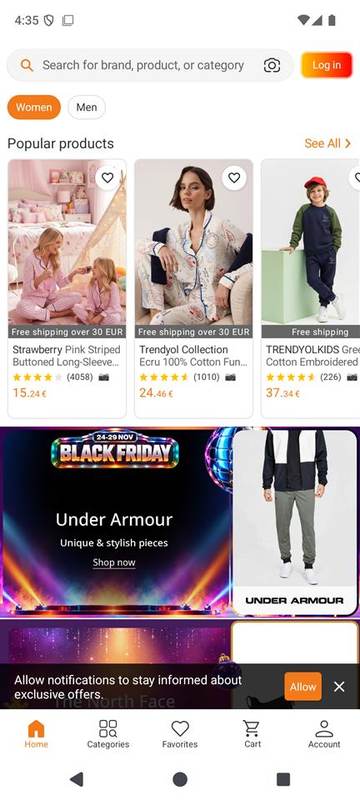 4:35
Search for brand, product, or category
Log in
Women
Men
Popular products
See All
Free shipping over 30 EUR
Free shipping over 30 EUR
Free shipping
Strawberry Pink Striped
Buttoned Long-Sleeve...
(4058)
15.24 €
Trendyol Collection
Ecru 100% Cotton Fun...
(1010)
24.46 €
TRENDYOLKIDS Gree
Cotton Embroidered
(226)
37.34 €
24-29 NOV
BLACK FRIDAY
Under Armour
Unique & stylish pieces
Shop now
UNDER ARMOUR
Allow notifications to stay informed about
exclusive offers.
Allow
The North Face
Home
Categories
Favorites
Cart
Account